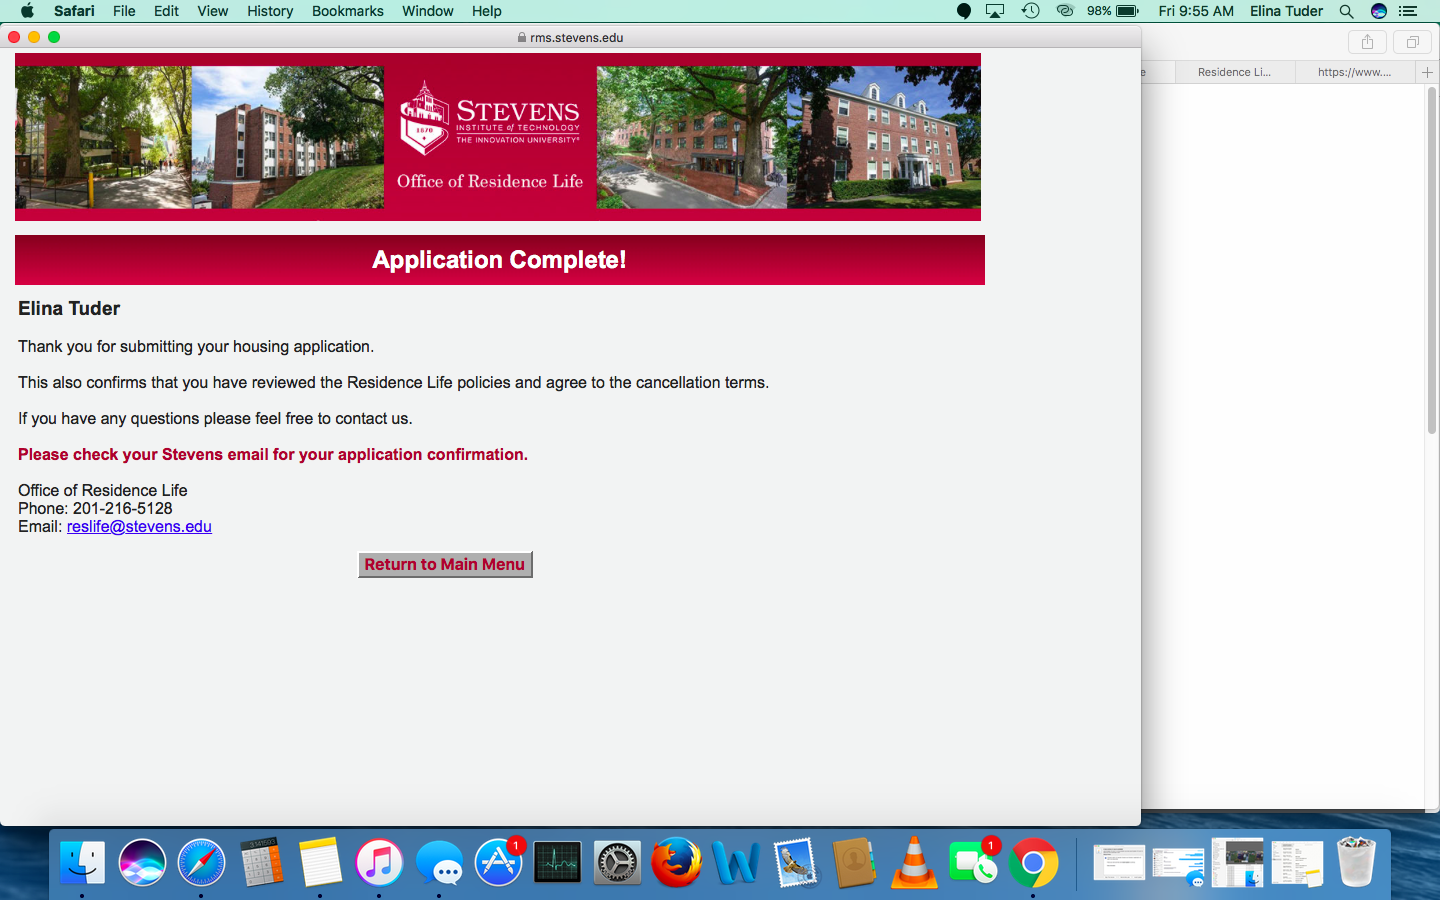 Safari File Edit View History Bookmarks Window Help 98% Fri 9:55 AM Elina Tuder
rms.stevens.edu
e Residence Li... https://www....
STEVENS
INSTITUTE of TECHNOLOGY
THE INNOVATION UNIVERSITY®
1870
Office of Residence Life
Application Complete!
Elina Tuder
Thank you for submitting your housing application.
This also confirms that you have reviewed the Residence Life policies and agree to the cancellation terms.
If you have any questions please feel free to contact us.
Please check your Stevens email for your application confirmation.
Office of Residence Life
Phone: 201-216-5128
Email: reslife@stevens.edu
Return to Main Menu
1
1